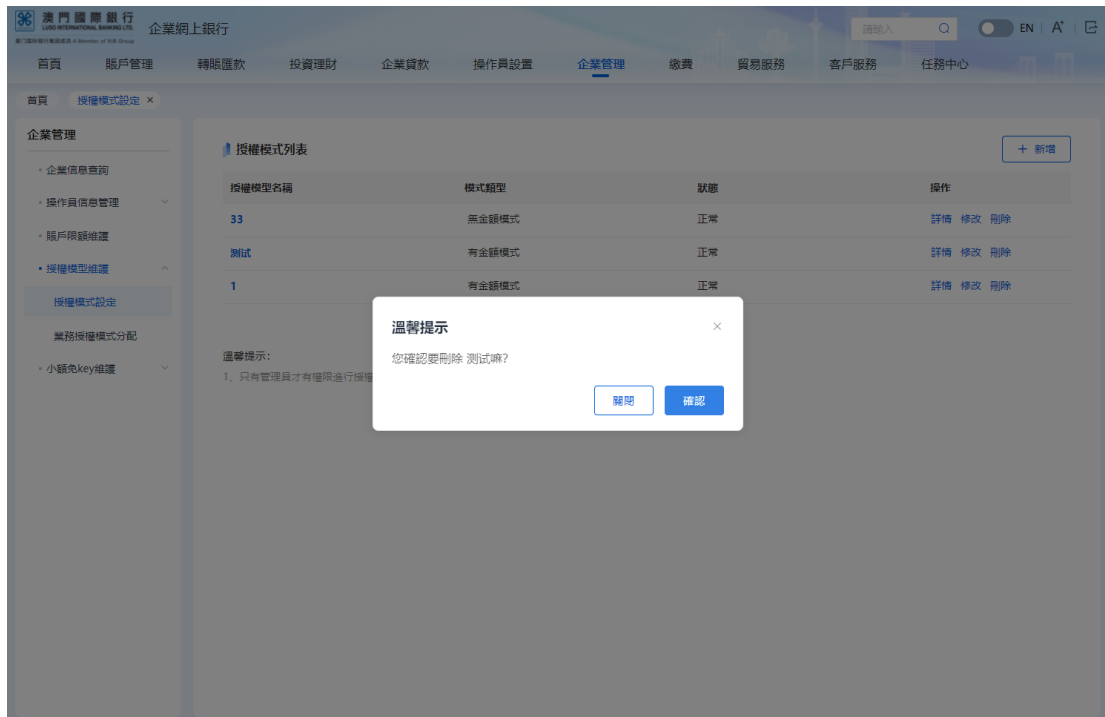 澳門國際銀行
LUSO INTERNATIONAL BANKING LTD.
企業網上銀行
請輸入
EN
A+
首頁 賬戶管理 轉賬匯款 投資理財 企業貸款 操作員設置 企業管理 繳費 貿易服務 客戶服務 任務中心
首頁 授權模式設定 ×
企業管理
企業信息查詢
操作員信息管理
賬戶限額維護
授權模型維護
授權模式設定
業務授權模式分配
小額免key維護
授權模式列表
+ 新增
授權模型名稱 模式類型 狀態 操作
33 無金額模式 正常 詳情 修改 刪除
测试 有金額模式 正常 詳情 修改 刪除
1 有金額模式 正常 詳情 修改 刪除
溫馨提示：
1、只有管理員才有權限進行授權
溫馨提示
您確認要刪除 测试嘛?
關閉 確認